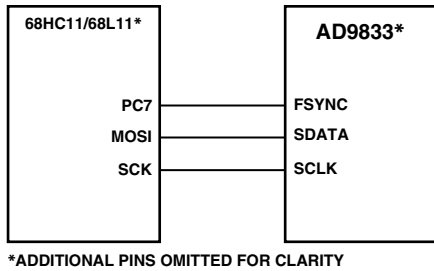 68HC11/68L11*
AD9833*
PC7
FSYNC
MOSI
SDATA
SCK
SCLK
*ADDITIONAL PINS OMITTED FOR CLARITY